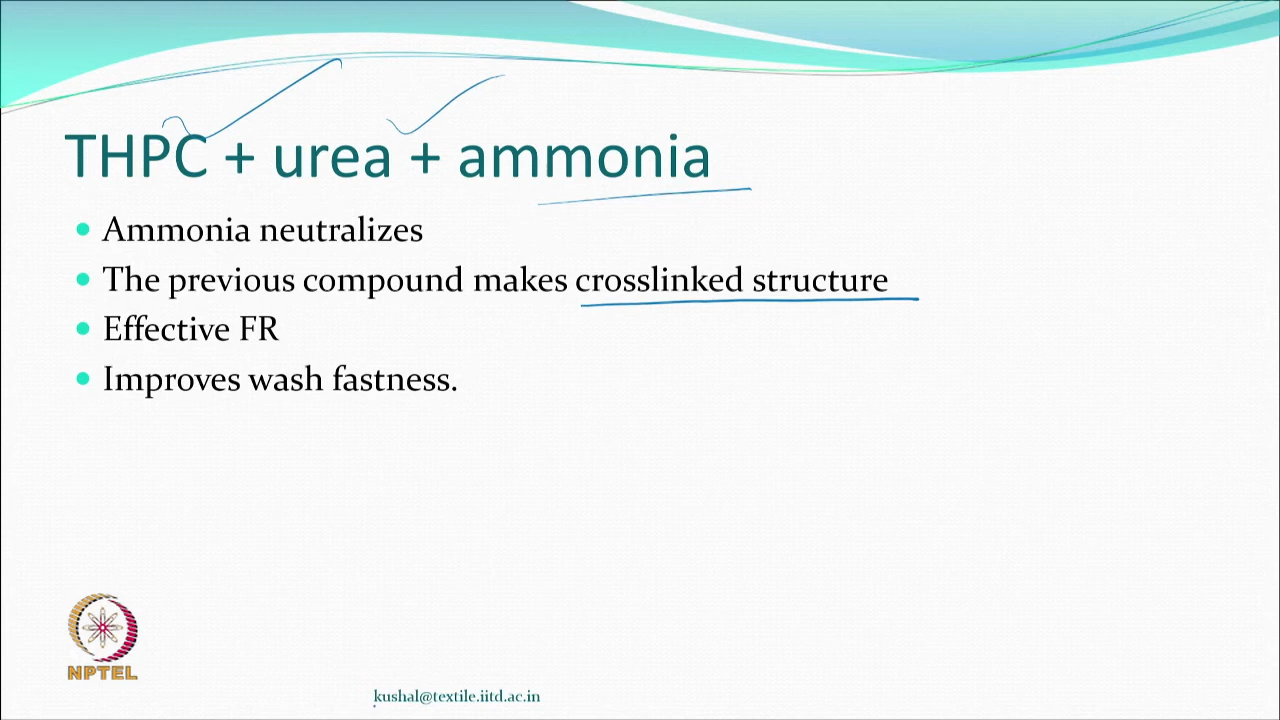 THPC + urea + ammonia
• Ammonia neutralizes
• The previous compound makes crosslinked structure
• Effective FR
• Improves wash fastness.
NPTEL
kushal@textile.iitd.ac.in